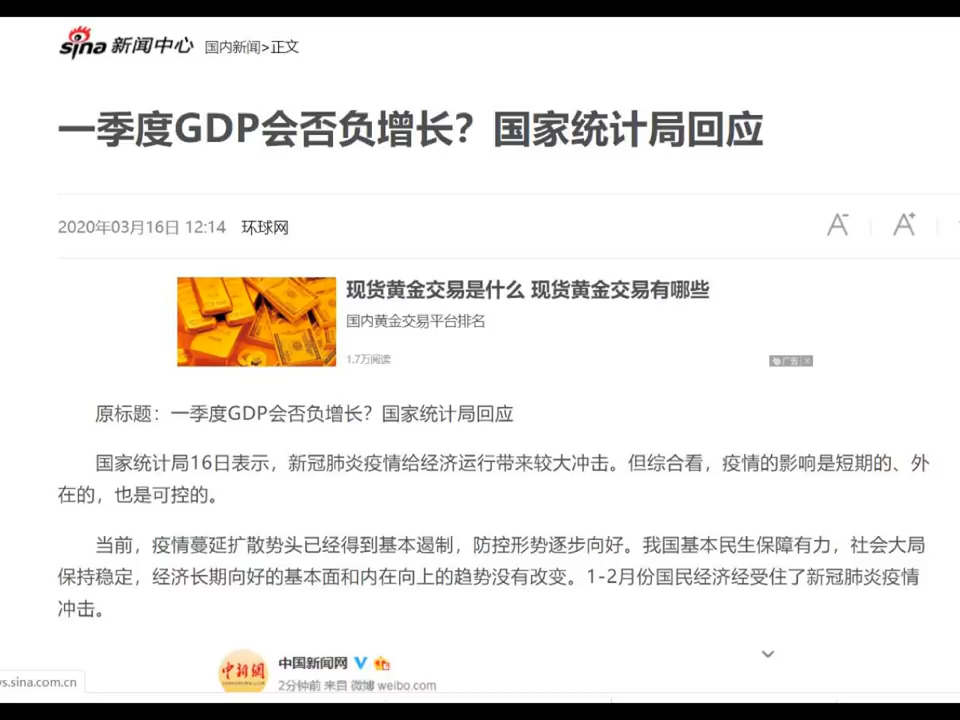 sina 新闻中心 国内新闻>正文
一季度GDP会否负增长？国家统计局回应
2020年03月16日 12:14 环球网 A- A+
现货黄金交易是什么 现货黄金交易有哪些
国内黄金交易平台排名
1.7万阅读
广告 X
原标题：一季度GDP会否负增长？国家统计局回应
国家统计局16日表示，新冠肺炎疫情给经济运行带来较大冲击。但综合看，疫情的影响是短期的、外
在的，也是可控的。
当前，疫情蔓延扩散势头已经得到基本遏制，防控形势逐步向好。我国基本民生保障有力，社会大局
保持稳定，经济长期向好的基本面和内在向上的趋势没有改变。1-2月份国民经济经受住了新冠肺炎疫情
冲击。
中新網 中国新闻网 V
2分钟前 来自 微博 weibo.com
s.sina.com.cn